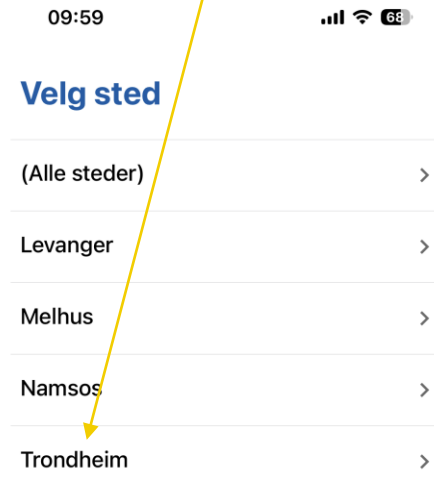 09:59
68
Velg sted
(Alle steder)
Levanger
Melhus
Namsos
Trondheim